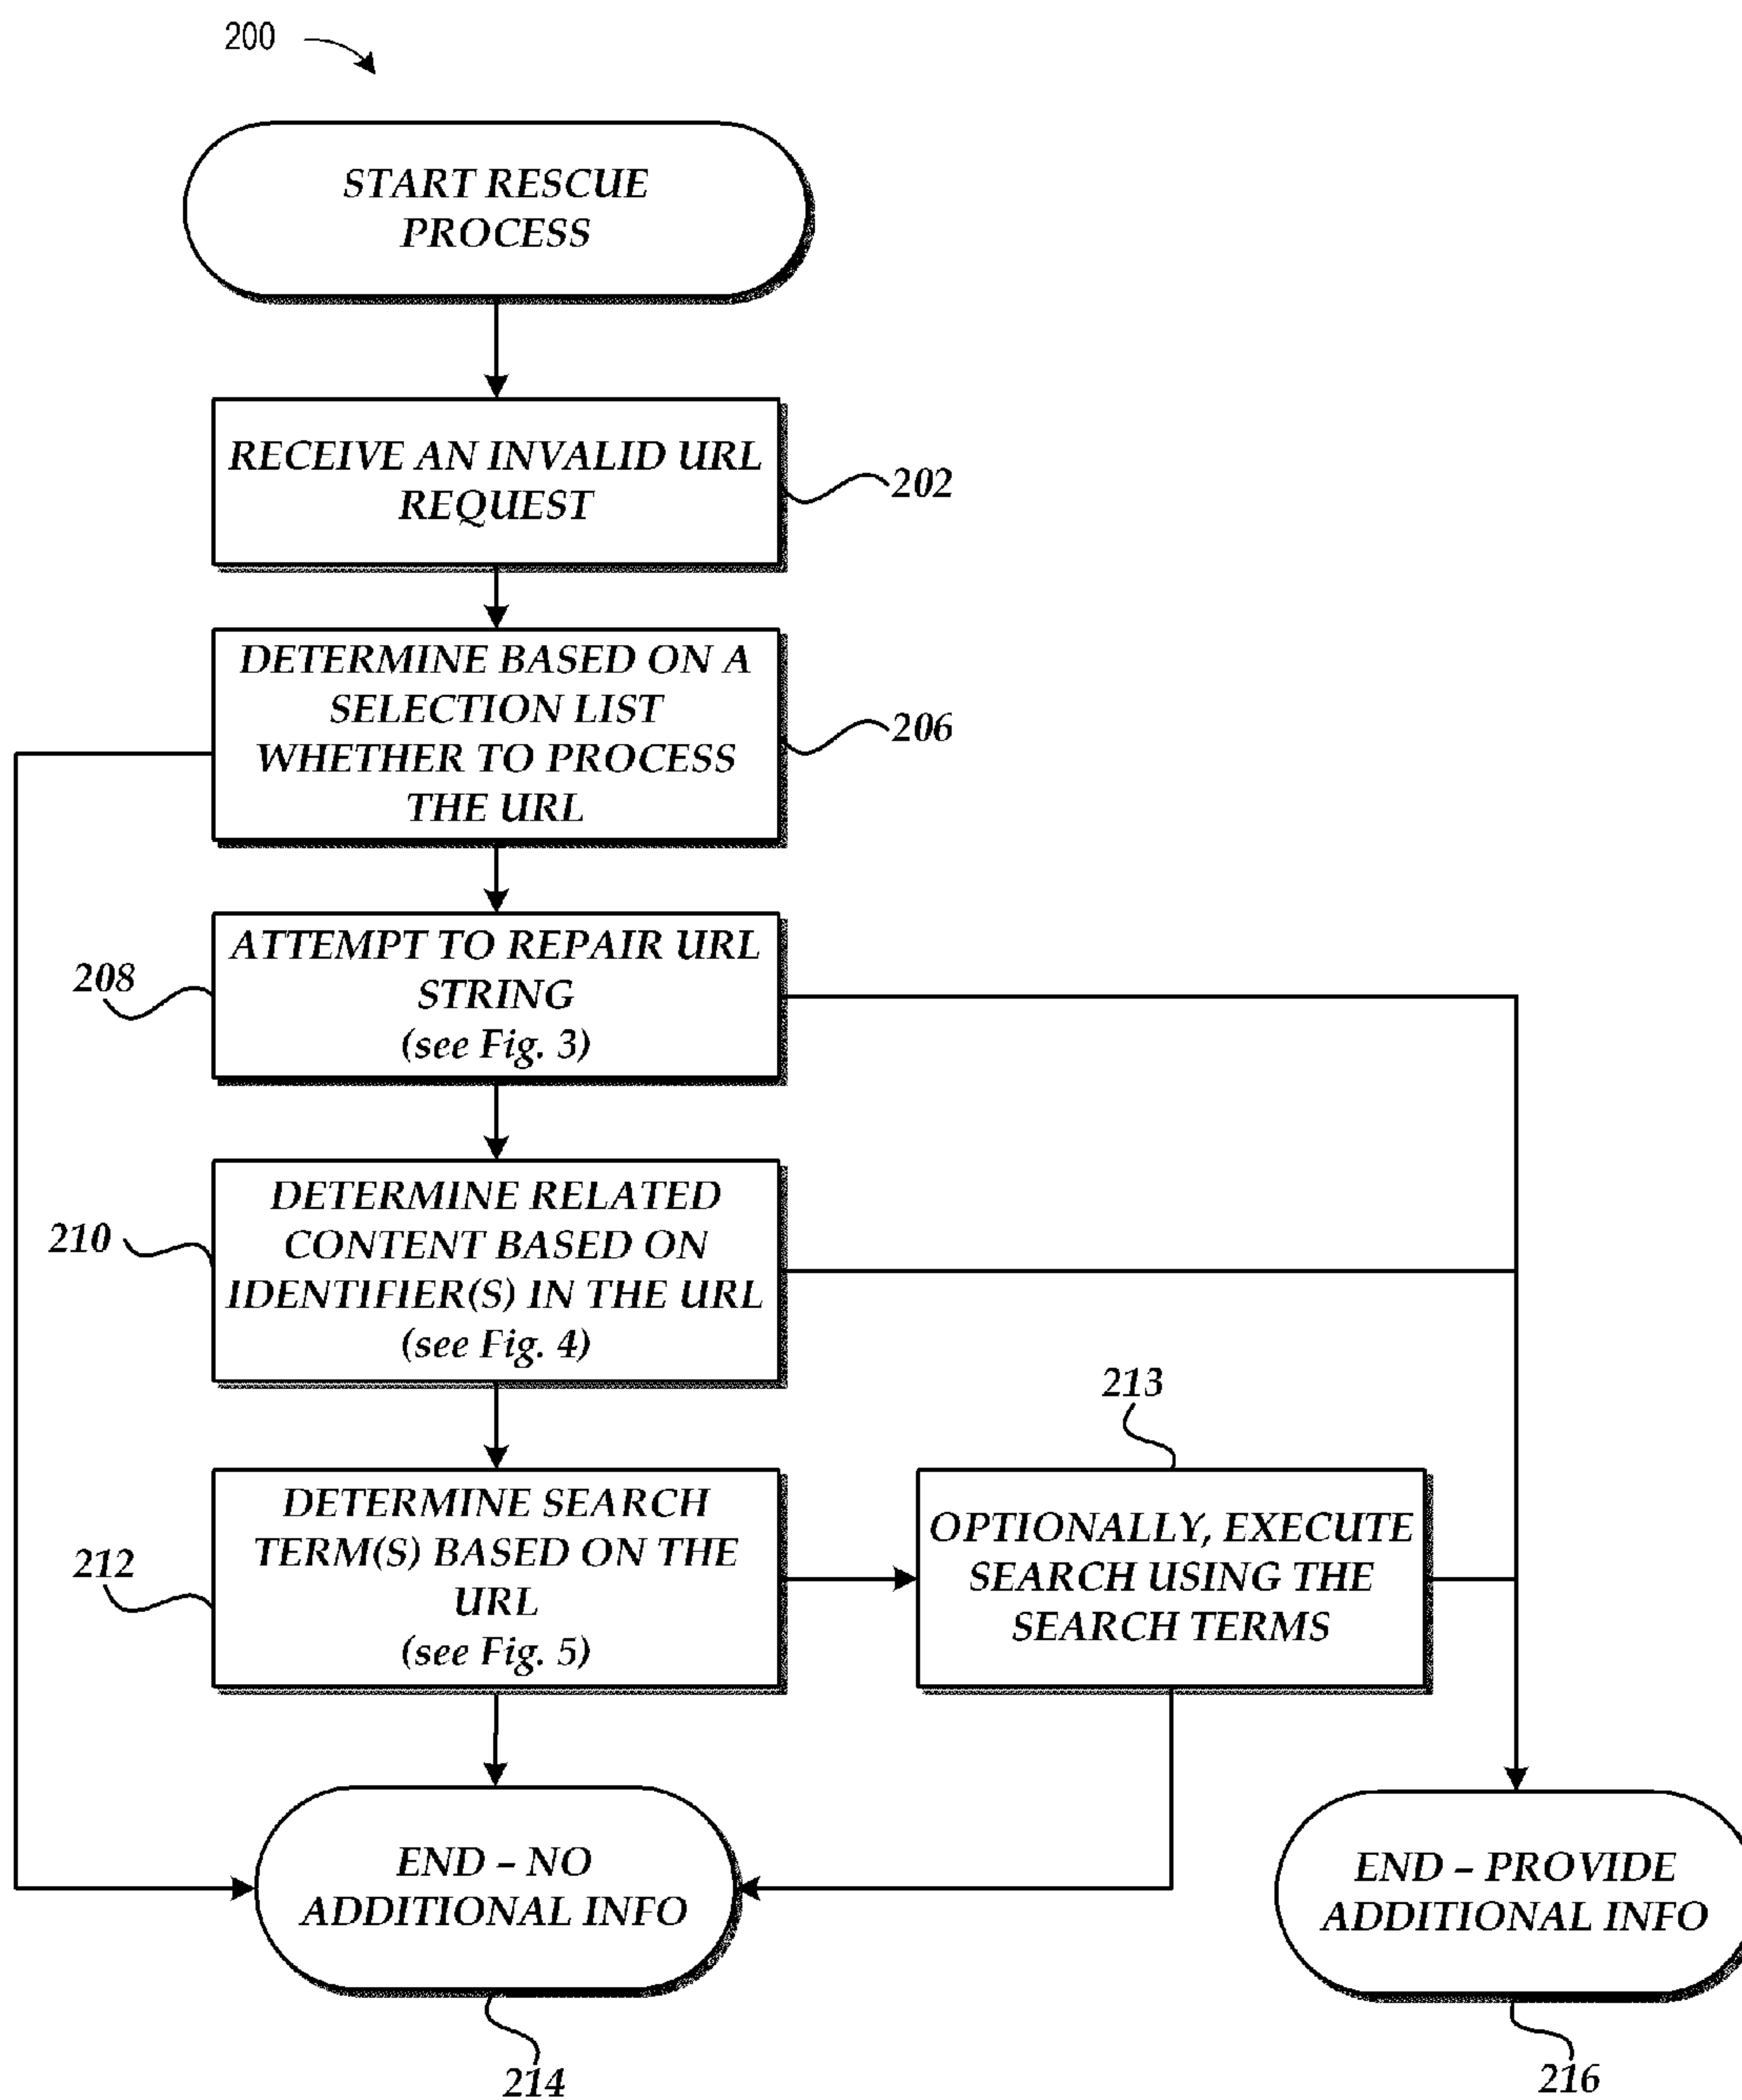 200
START RESCUE
PROCESS
RECEIVE AN INVALID URL
REQUEST
202
DETERMINE BASED ON A
SELECTION LIST
WHETHER TO PROCESS
THE URL
206
ATTEMPT TO REPAIR URL
STRING
(see Fig. 3)
208
DETERMINE RELATED
CONTENT BASED ON
IDENTIFIER(S) IN THE URL
(see Fig. 4)
210
DETERMINE SEARCH
TERM(S) BASED ON THE
URL
(see Fig. 5)
212
213
OPTIONALLY, EXECUTE
SEARCH USING THE
SEARCH TERMS
END – NO
ADDITIONAL INFO
214
END – PROVIDE
ADDITIONAL INFO
216